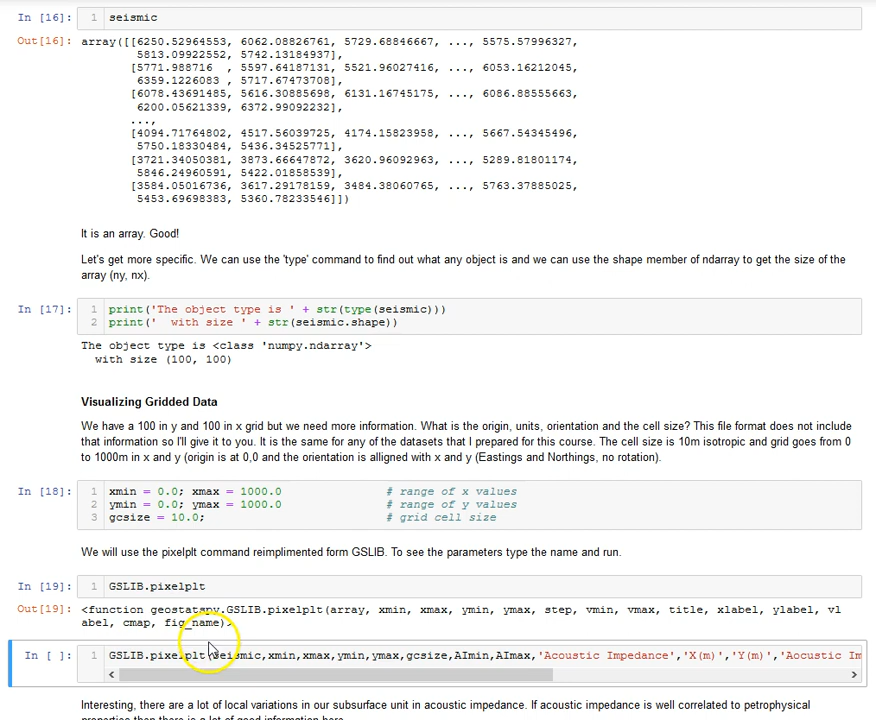 In [16]: 1 seismic
Out[16]: array([[6250.52964553, 6062.08826761, 5729.68846667, ..., 5575.57996327,
5813.09922552, 5742.13184937],
[5771.988716 , 5597.64187131, 5521.96027416, ..., 6053.16212045,
6359.1226083 , 5717.67473708],
[6078.43691485, 5616.30885698, 6131.16745175, ..., 6086.88555663,
6200.05621339, 6372.99092232],
...,
[4094.71764802, 4517.56039725, 4174.15823958, ..., 5667.54345496,
5750.18330484, 5436.34525771],
[3721.34050381, 3873.66647872, 3620.96092963, ..., 5289.81801174,
5846.24960591, 5422.01858539],
[3584.05016736, 3617.29178159, 3484.38060765, ..., 5763.37885025,
5453.69698383, 5360.78233546]])
It is an array. Good!
Let's get more specific. We can use the 'type' command to find out what any object is and we can use the shape member of ndarray to get the size of the
array (ny, nx).
In [17]: 1 print('The object type is ' + str(type(seismic)))
2 print('  with size ' + str(seismic.shape))
The object type is <class 'numpy.ndarray'>
with size (100, 100)
Visualizing Gridded Data
We have a 100 in y and 100 in x grid but we need more information. What is the origin, units, orientation and the cell size? This file format does not include
that information so I'll give it to you. It is the same for any of the datasets that I prepared for this course. The cell size is 10m isotropic and grid goes from 0
to 1000m in x and y (origin is at 0,0 and the orientation is alligned with x and y (Eastings and Northings, no rotation).
In [18]: 1 xmin = 0.0; xmax = 1000.0 # range of x values
2 ymin = 0.0; ymax = 1000.0 # range of y values
3 gcsize = 10.0; # grid cell size
We will use the pixelplt command reimplimented form GSLIB. To see the parameters type the name and run.
In [19]: 1 GSLIB.pixelplt
Out[19]: <function geostatspy.GSLIB.pixelplt(array, xmin, xmax, ymin, ymax, step, vmin, vmax, title, xlabel, ylabel, vl
abel, cmap, fig_name)>
In [ ]: 1 GSLIB.pixelplt(seismic,xmin,xmax,ymin,ymax,gcsize,AImin,AImax,'Acoustic Impedance','X(m)','Y(m)','Aocustic Im
Interesting, there are a lot of local variations in our subsurface unit in acoustic impedance. If acoustic impedance is well correlated to petrophysical
properties then there is a lot of good information here.